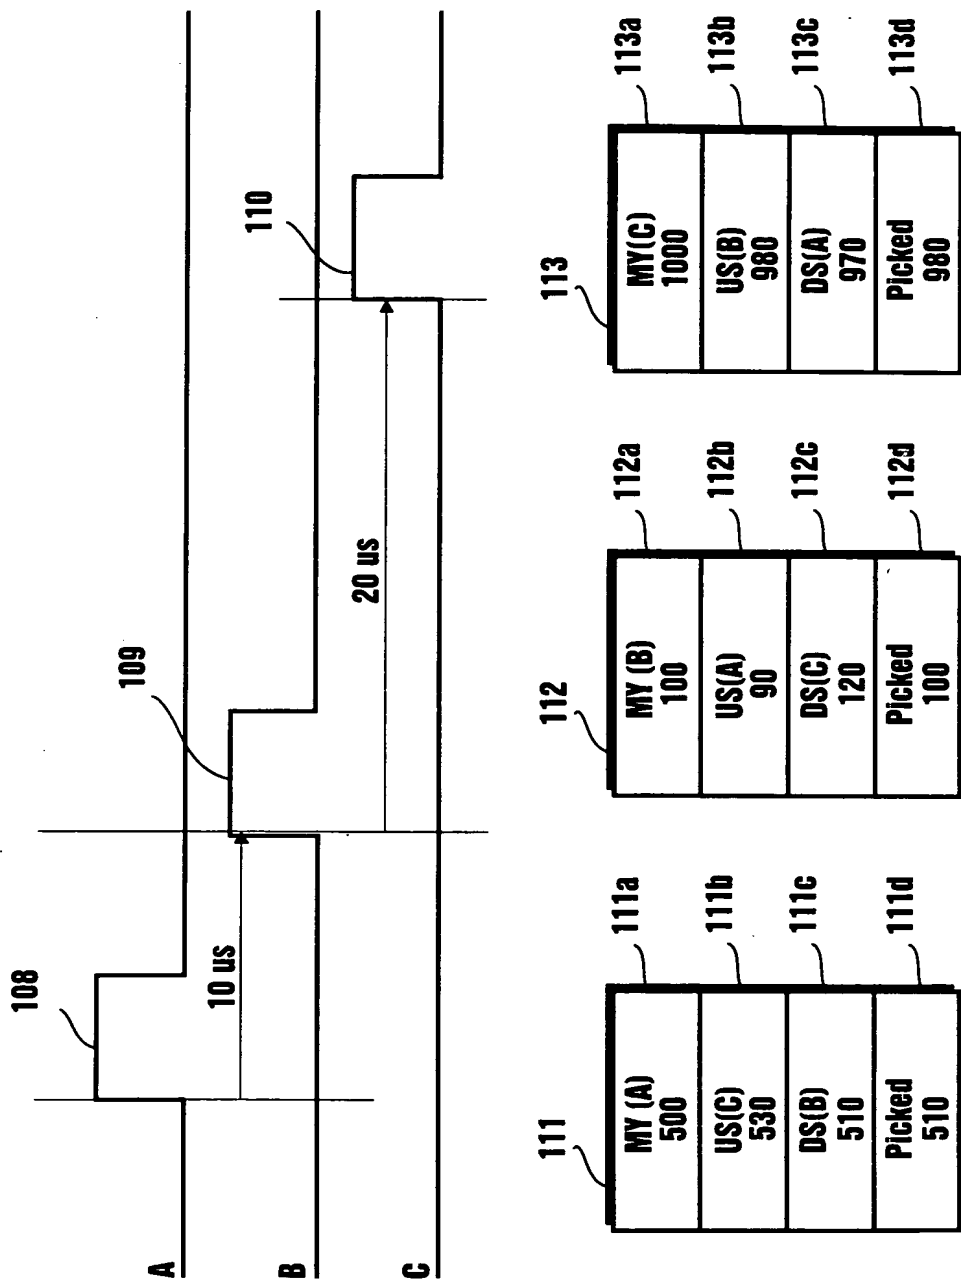 A
108
10 us
B
109
20 us
C
110
111
MY (A)
500
111a
US(C)
530
111b
DS(B)
510
111c
Picked
510
111d
112
MY (B)
100
112a
US(A)
90
112b
DS(C)
120
112c
Picked
100
112d
113
MY(C)
1000
113a
US(B)
980
113b
DS(A)
970
113c
Picked
980
113d